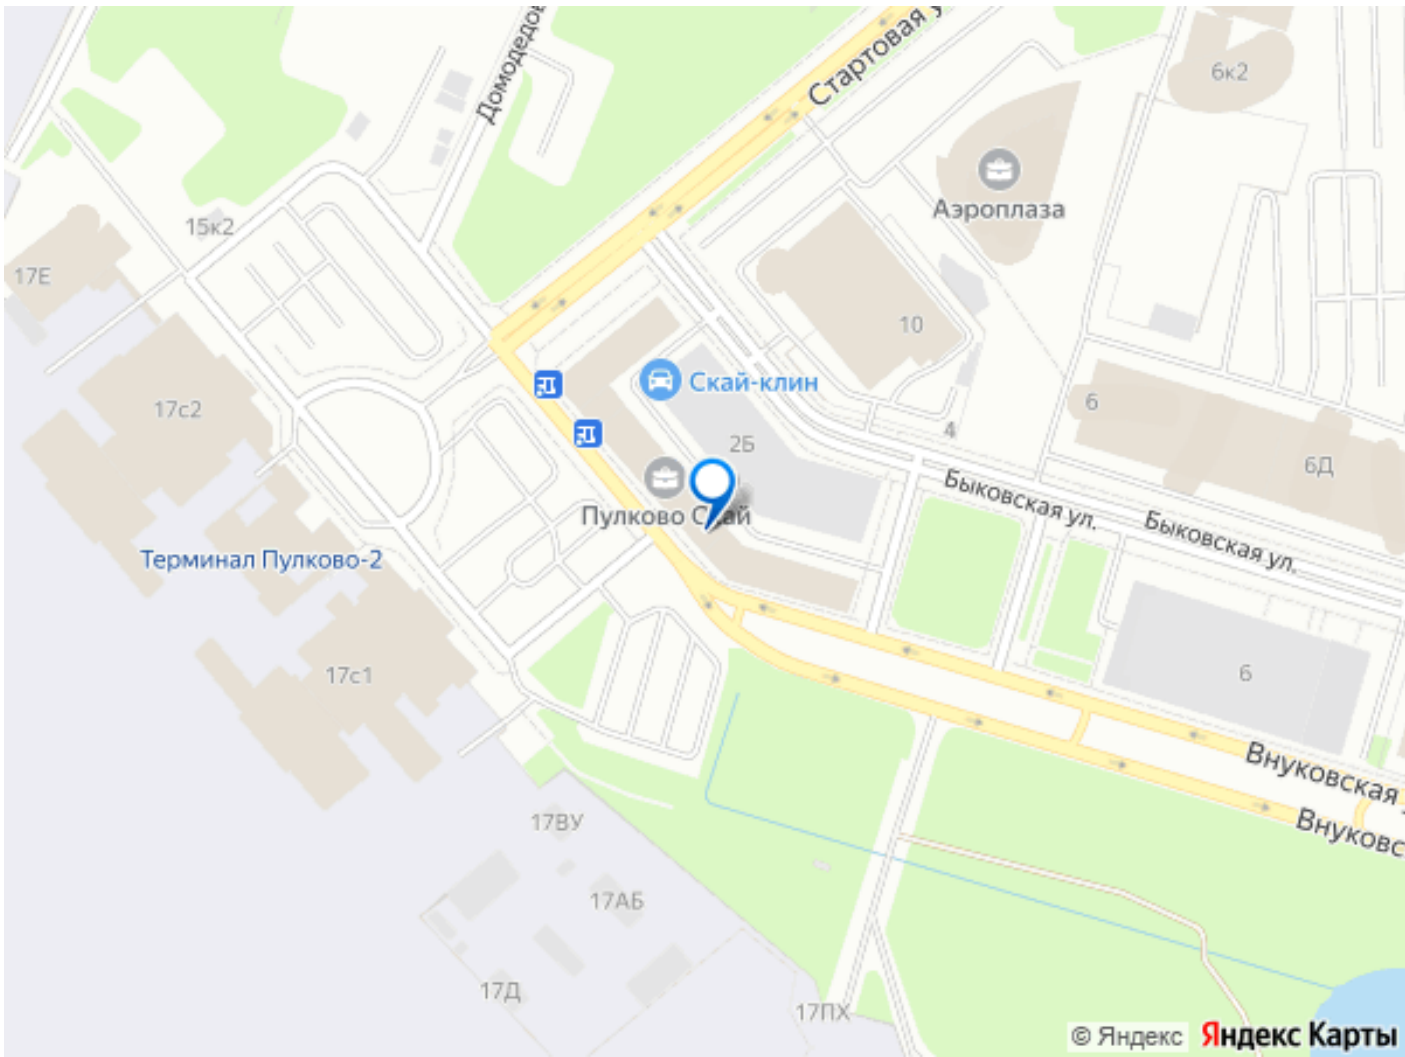 Стартовая у
Домодедов
6к2
Аэроплаза
15к2
17Е
10
Скай-клин
17с2
6
2Б
4
6Д
Пулково Скай
Быковская ул.
Быковская ул.
Терминал Пулково-2
17с1
6
Внуковская у
Внуковс
17ВУ
17АБ
17Д
17ПХ
© Яндекс Яндекс Карты